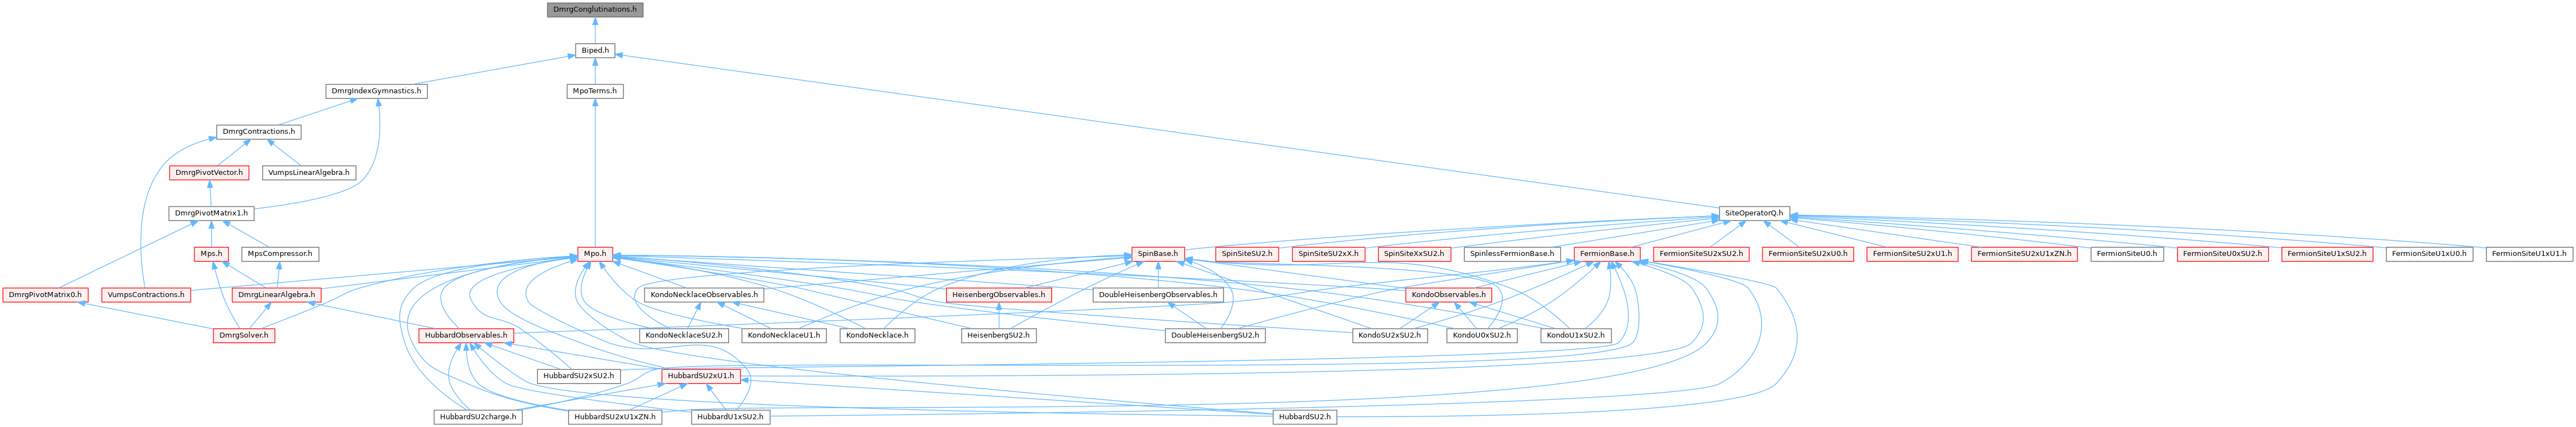 DmrgConglutinations.h
Biped.h
DmrgIndexGymnastics.h
MpoTerms.h
DmrgContractions.h
DmrgPivotVector.h
VumpsLinearAlgebra.h
DmrgPivotMatrix1.h
SiteOperatorQ.h
Mps.h
MpsCompressor.h
Mpo.h
SpinBase.h
SpinSiteSU2.h
SpinSiteSU2xX.h
SpinSiteXxSU2.h
SpinlessFermionBase.h
FermionBase.h
FermionSiteSU2xSU2.h
FermionSiteSU2xU0.h
FermionSiteSU2xU1.h
FermionSiteSU2xU1xZN.h
FermionSiteU0.h
FermionSiteU0xSU2.h
FermionSiteU1xSU2.h
FermionSiteU1xU0.h
FermionSiteU1xU1.h
DmrgPivotMatrix0.h
VumpsContractions.h
DmrgLinearAlgebra.h
KondoNecklaceObservables.h
HeisenbergObservables.h
DoubleHeisenbergObservables.h
KondoObservables.h
DmrgSolver.h
HubbardObservables.h
KondoNecklaceSU2.h
KondoNecklaceU1.h
KondoNecklace.h
HeisenbergSU2.h
DoubleHeisenbergSU2.h
KondoSU2xSU2.h
KondoU0xSU2.h
KondoU1xSU2.h
HubbardSU2xSU2.h
HubbardSU2xU1.h
HubbardSU2charge.h
HubbardSU2xU1xZN.h
HubbardU1xSU2.h
HubbardSU2.h